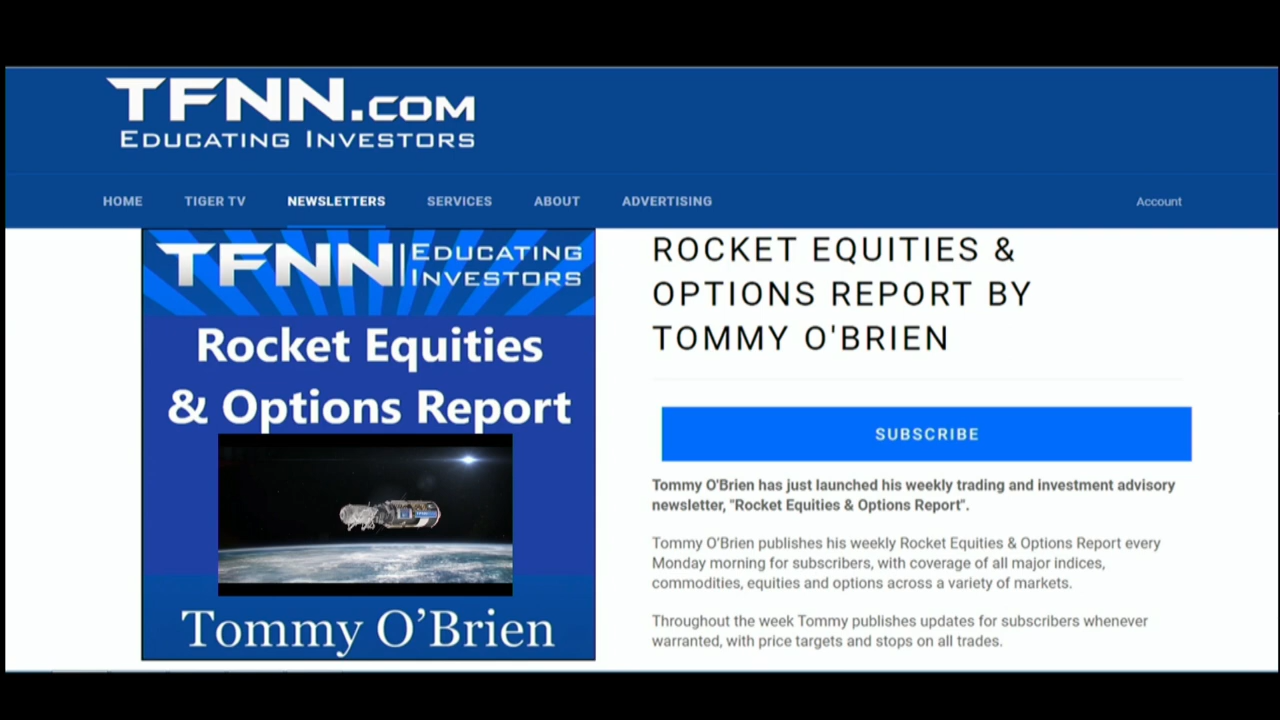 TFNN.COM
EDUCATING INVESTORS
HOME TIGER TV NEWSLETTERS SERVICES ABOUT ADVERTISING Account
TFNN | EDUCATING
INVESTORS
Rocket Equities
& Options Report
Tommy O’Brien
ROCKET EQUITIES &
OPTIONS REPORT BY
TOMMY O'BRIEN
SUBSCRIBE
Tommy O'Brien has just launched his weekly trading and investment advisory
newsletter, "Rocket Equities & Options Report".
Tommy O’Brien publishes his weekly Rocket Equities & Options Report every
Monday morning for subscribers, with coverage of all major indices,
commodities, equities and options across a variety of markets.
Throughout the week Tommy publishes updates for subscribers whenever
warranted, with price targets and stops on all trades.